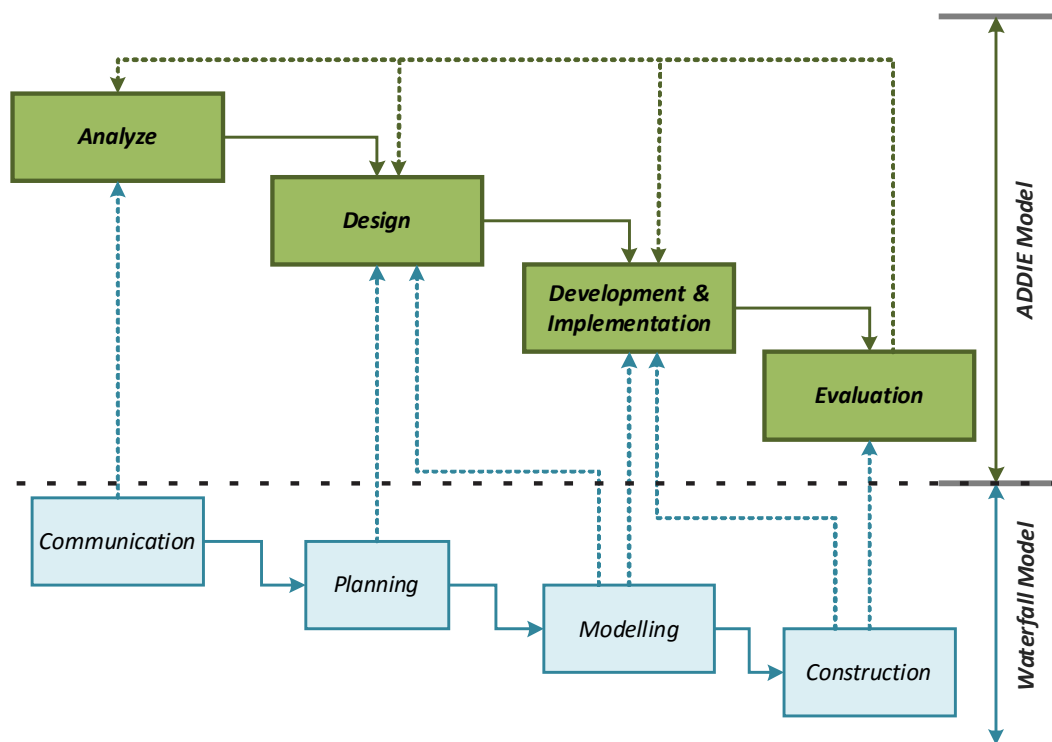 Analyze
Design
Development &
Implementation
Evaluation
ADDIE Model
Communication
Planning
Modelling
Construction
Waterfall Model